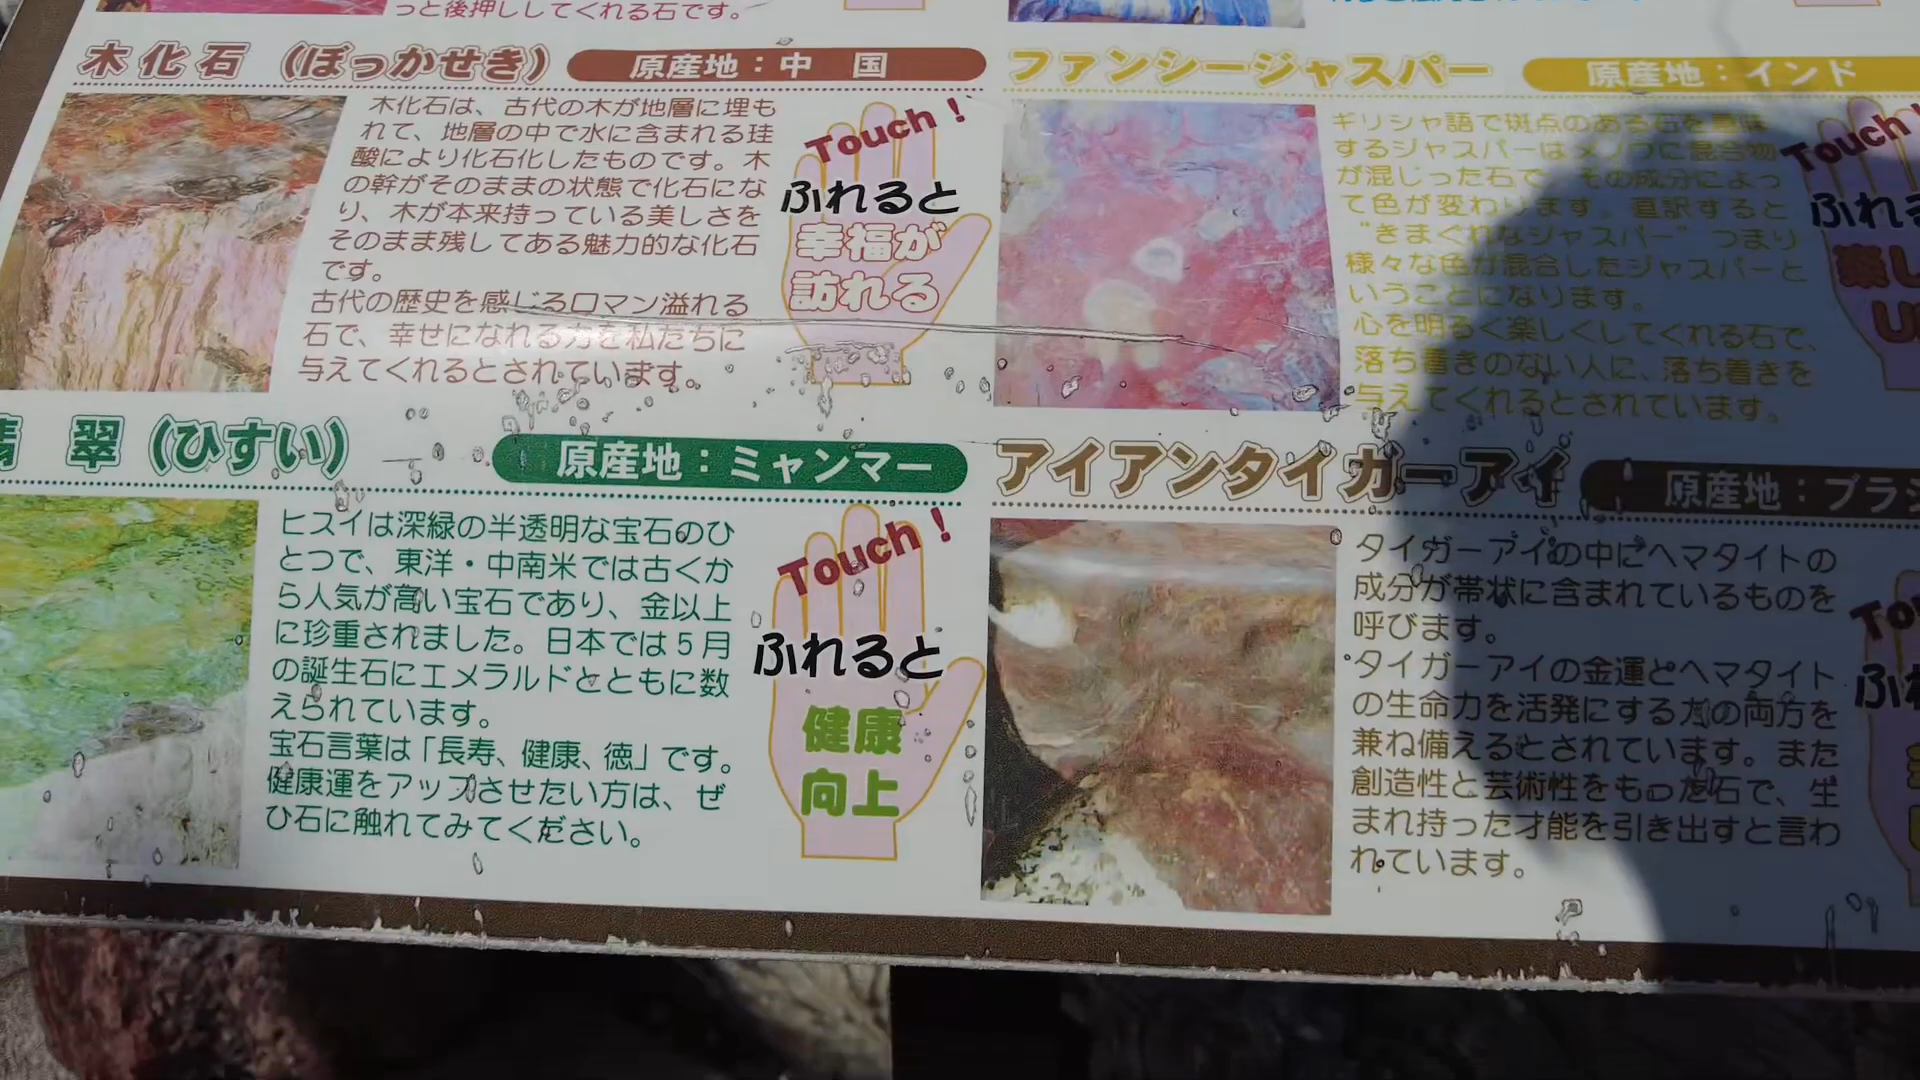 っと後押ししてくれる石です。
木化石 (ぼっかせき) 原産地:中 国
木化石は、古代の木が地層に埋も
れて、地層の中で水に含まれる珪
酸により化石化したものです。木
の幹がそのままの状態で化石にな
り、木が本来持っている美しさを
そのまま残してある魅力的な化石
です。
古代の歴史を感じるロマン溢れる
石で、幸せになれる力を私たちに
与えてくれるとされています。
Touch!
ふれると
幸福が
訪れる
ファンシージャスパー 原産地:インド
ギリシャ語で斑点のある石を意味
するジャスパーはメノウに混合物
が混じった石で、その成分によっ
て色が変わります。直訳すると
"きまぐれなジャスパー" つまり
様々な色が混合したジャスパーと
いうことになります。
心を明るく楽しくしてくれる石で、
落ち着きのない人に、落ち着きを
与えてくれるとされています。
Touch!
ふれ
楽し
翠 (ひすい) 原産地:ミャンマー
ヒスイは深緑の半透明な宝石のひ
とつで、東洋・中南米では古くか
ら人気が高い宝石であり、金以上
に珍重されました。日本では5月
の誕生石にエメラルドとともに数
えられています。
宝石言葉は「長寿、健康、徳」です。
健康運をアップさせたい方は、ぜ
ひ石に触れてみてください。
Touch!
ふれると
健康
向上
アイアンタイガーアイ 原産地:ブラジ
タイガーアイの中にヘマタイトの
成分が帯状に含まれているものを
呼びます。
タイガーアイの金運とヘマタイト
の生命力を活発にする力の両方を
兼ね備えるとされています。また
創造性と芸術性をもった石で、生
まれ持った才能を引き出すと言わ
れています。
To
ふれ